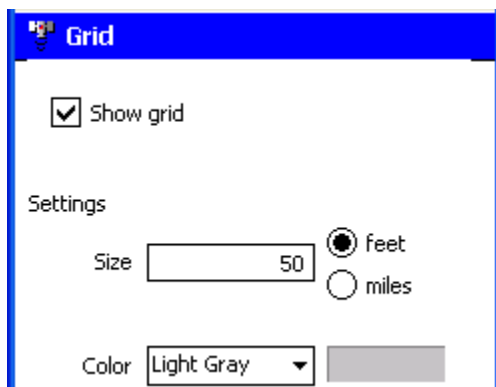 Grid
Show grid
Settings
Size 50 feet
miles
Color Light Gray